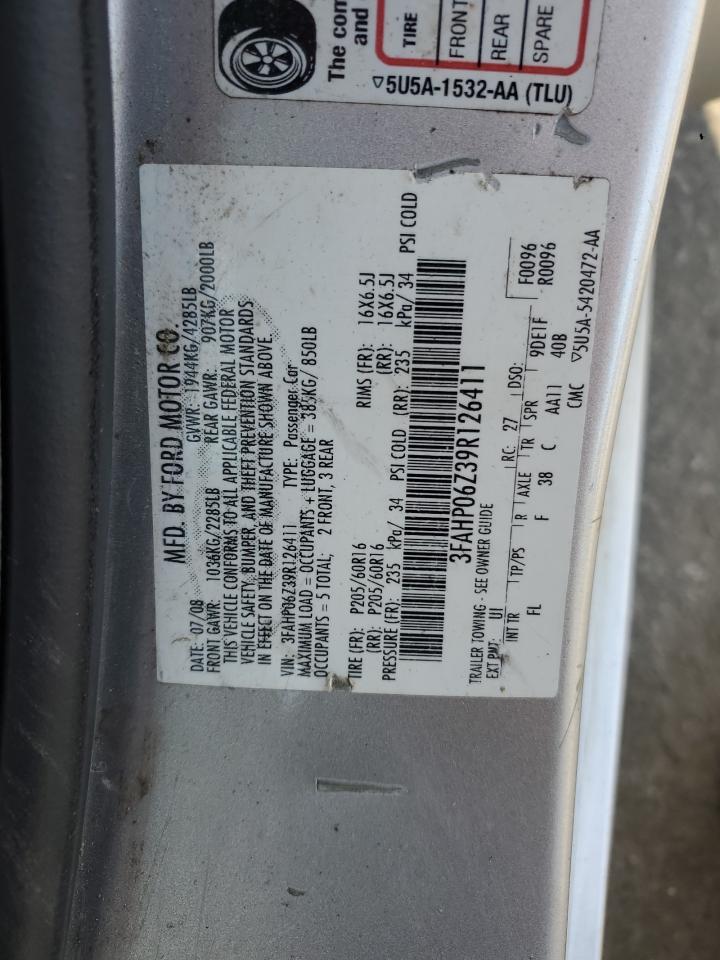 The com
and
TIRE
FRONT
REAR
SPARE
5U5A-1532-AA (TLU)
MFD. BY FORD MOTOR CO.
DATE: 07/08 GVWR: 1944KG/4285LB
FRONT GAWR: 1036KG/2285LB REAR GAWR: 907KG/2000LB
THIS VEHICLE CONFORMS TO ALL APPLICABLE FEDERAL MOTOR
VEHICLE SAFETY, BUMPER, AND THEFT PREVENTION STANDARDS
IN EFFECT ON THE DATE OF MANUFACTURE SHOWN ABOVE
VIN: 3FAHP06Z39R126411 TYPE: Passenger Car
MAXIMUM LOAD = OCCUPANTS + LUGGAGE = 385KG/ 850LB
OCCUPANTS = 5 TOTAL; 2 FRONT, 3 REAR
TIRE (FR): P205/60R16 RIMS (FR): 16X6.5J
(RR): P205/60R16 (RR): 16X6.5J
PRESSURE (FR): 235 kPa/ 34 PSI COLD (RR): 235 kPa/ 34 PSI COLD
3FAHP06Z39R126411
TRAILER TOWING - SEE OWNER GUIDE F0096
EXT PNT: UI RC: 27 DSO: R0096
INT TR TP/PS R AXLE TR SPR 9DE1F
FL F 38 C AA11 40B
CMC 5U5A-5420472-AA